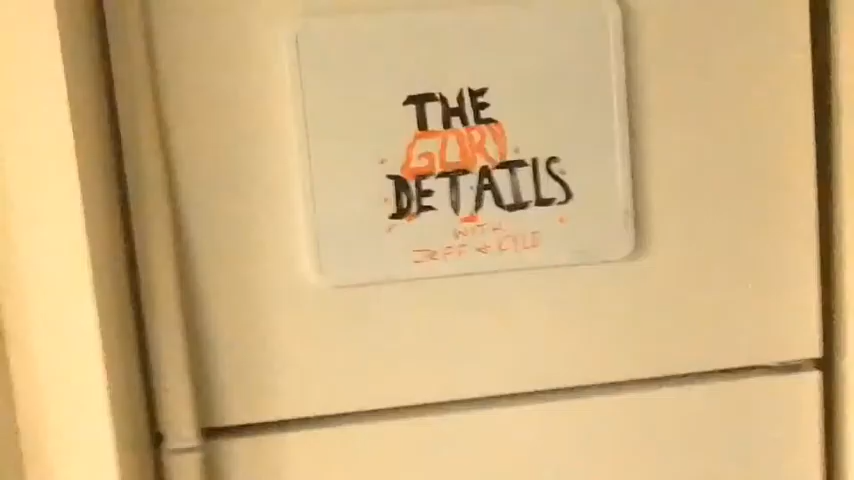 THE
GORY
DETAILS
WITH
JEFF + KYLE